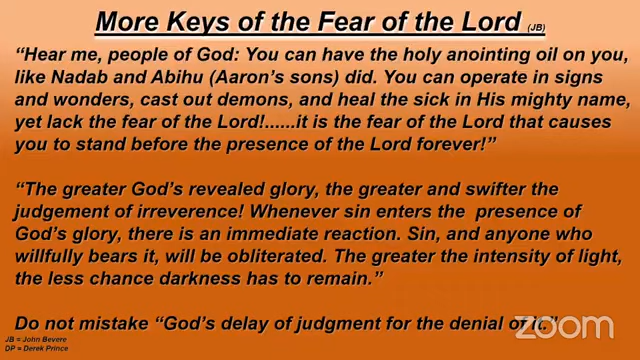 More Keys of the Fear of the Lord (JB)
“Hear me, people of God: You can have the holy anointing oil on you,
like Nadab and Abihu (Aaron’s sons) did. You can operate in signs
and wonders, cast out demons, and heal the sick in His mighty name,
yet lack the fear of the Lord!......it is the fear of the Lord that causes
you to stand before the presence of the Lord forever!”
“The greater God’s revealed glory, the greater and swifter the
judgement of irreverence! Whenever sin enters the presence of
God’s glory, there is an immediate reaction. Sin, and anyone who
willfully bears it, will be obliterated. The greater the intensity of light,
the less chance darkness has to remain.”
Do not mistake “God’s delay of judgment for the denial of it.”
zoom
JB = John Bevere
DP = Derek Prince